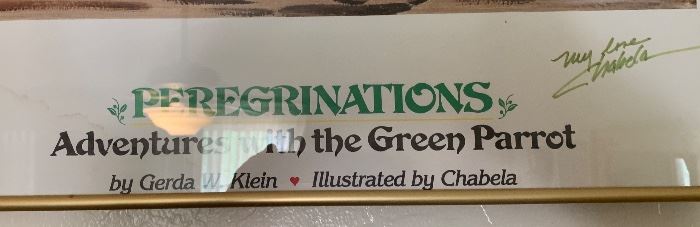 my love
Chabela
PEREGRINATIONS
Adventures with the Green Parrot
by Gerda W. Klein ♥ Illustrated by Chabela